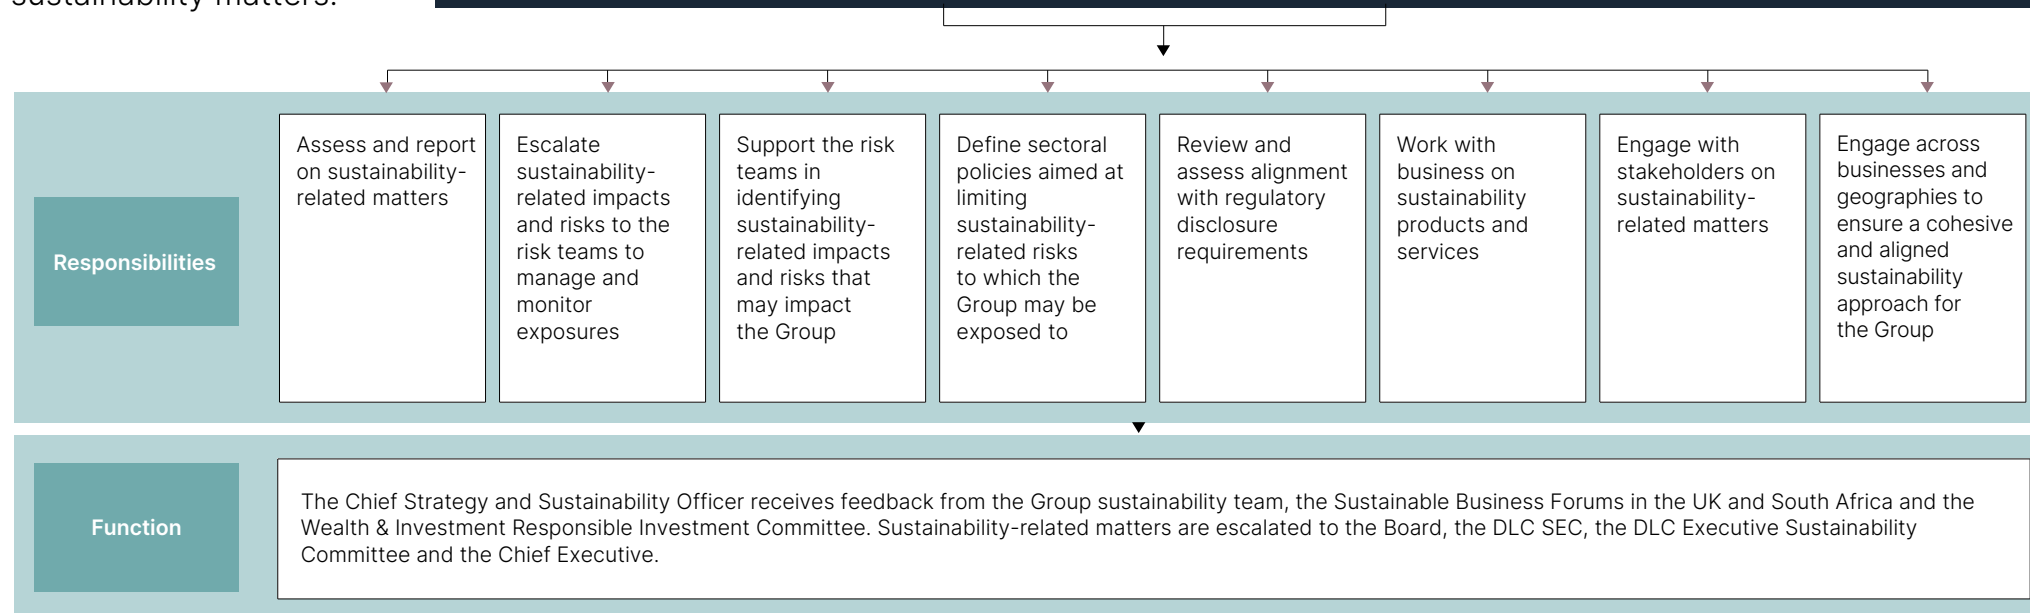 sustainability matters.
Responsibilities
Assess and report
on sustainability-
related matters
Escalate
sustainability-
related impacts
and risks to the
risk teams to
manage and
monitor
exposures
Support the risk
teams in
identifying
sustainability-
related impacts
and risks that
may impact
the Group
Define sectoral
policies aimed at
limiting
sustainability-
related risks
to which the
Group may be
exposed to
Review and
assess alignment
with regulatory
disclosure
requirements
Work with
business on
sustainability
products and
services
Engage with
stakeholders on
sustainability-
related matters
Engage across
businesses and
geographies to
ensure a cohesive
and aligned
sustainability
approach for
the Group
Function
The Chief Strategy and Sustainability Officer receives feedback from the Group sustainability team, the Sustainable Business Forums in the UK and South Africa and the
Wealth & Investment Responsible Investment Committee. Sustainability-related matters are escalated to the Board, the DLC SEC, the DLC Executive Sustainability
Committee and the Chief Executive.